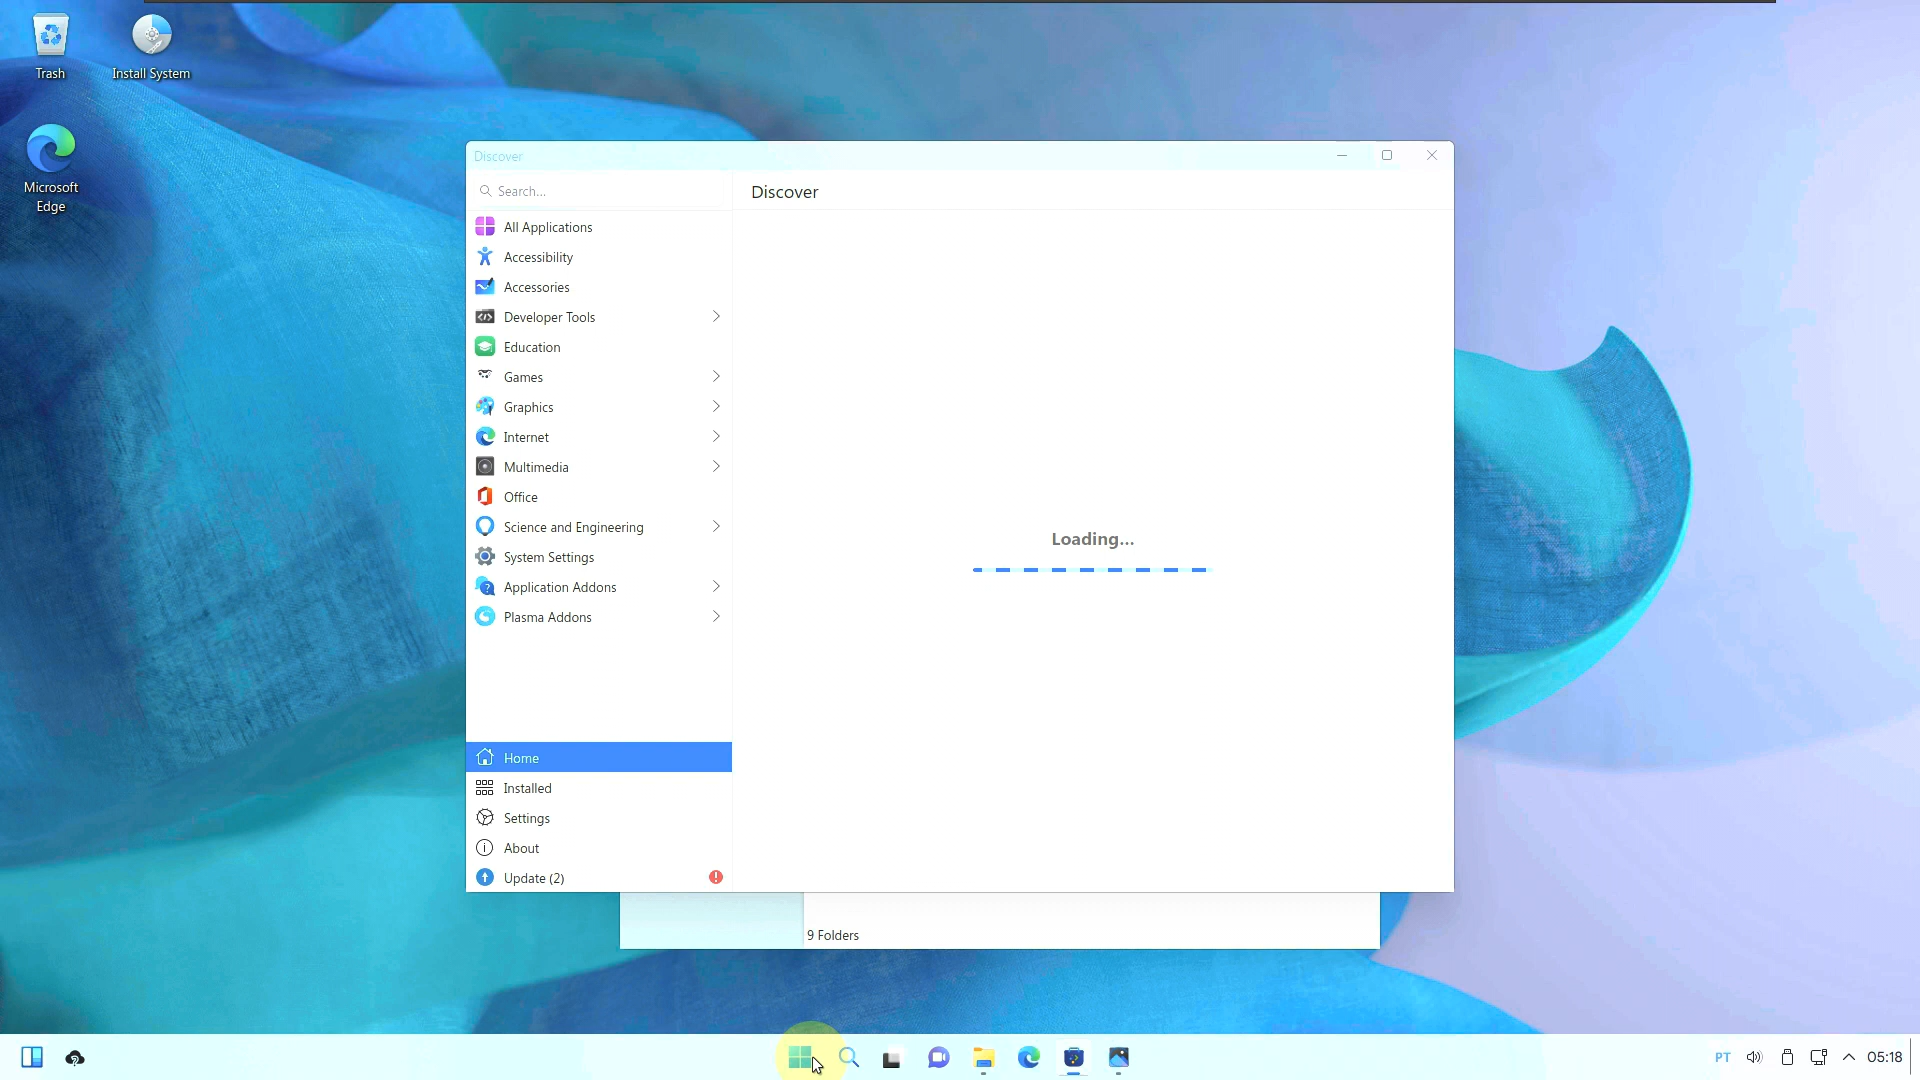 Trash
Install System
Microsoft
Edge
Discover
Search...
Discover
All Applications
Accessibility
Accessories
Developer Tools
Education
Games
Graphics
Internet
Multimedia
Office
Science and Engineering
System Settings
Application Addons
Plasma Addons
Loading...
Home
Installed
Settings
About
Update (2)
9 Folders
PT
05:18